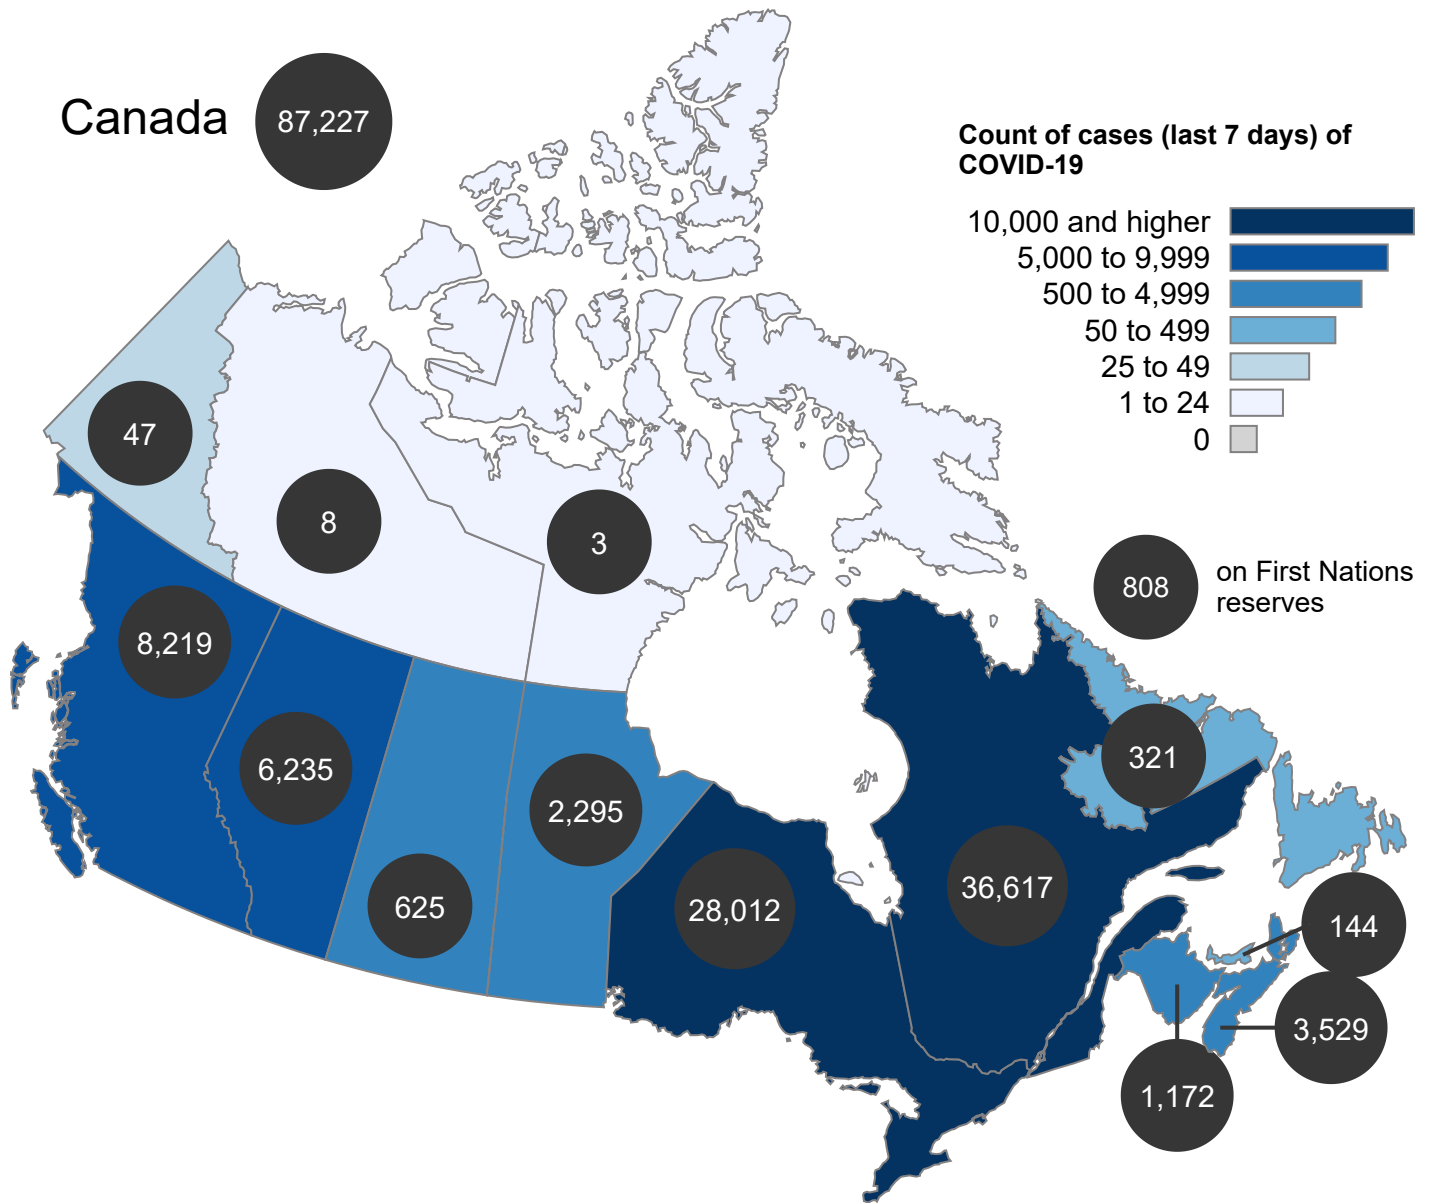 Canada
87,227
Count of cases (last 7 days) of
COVID-19
10,000 and higher
5,000 to 9,999
500 to 4,999
50 to 499
25 to 49
1 to 24
0
47
8
3
808
on First Nations
reserves
8,219
6,235
2,295
625
28,012
36,617
321
144
3,529
1,172